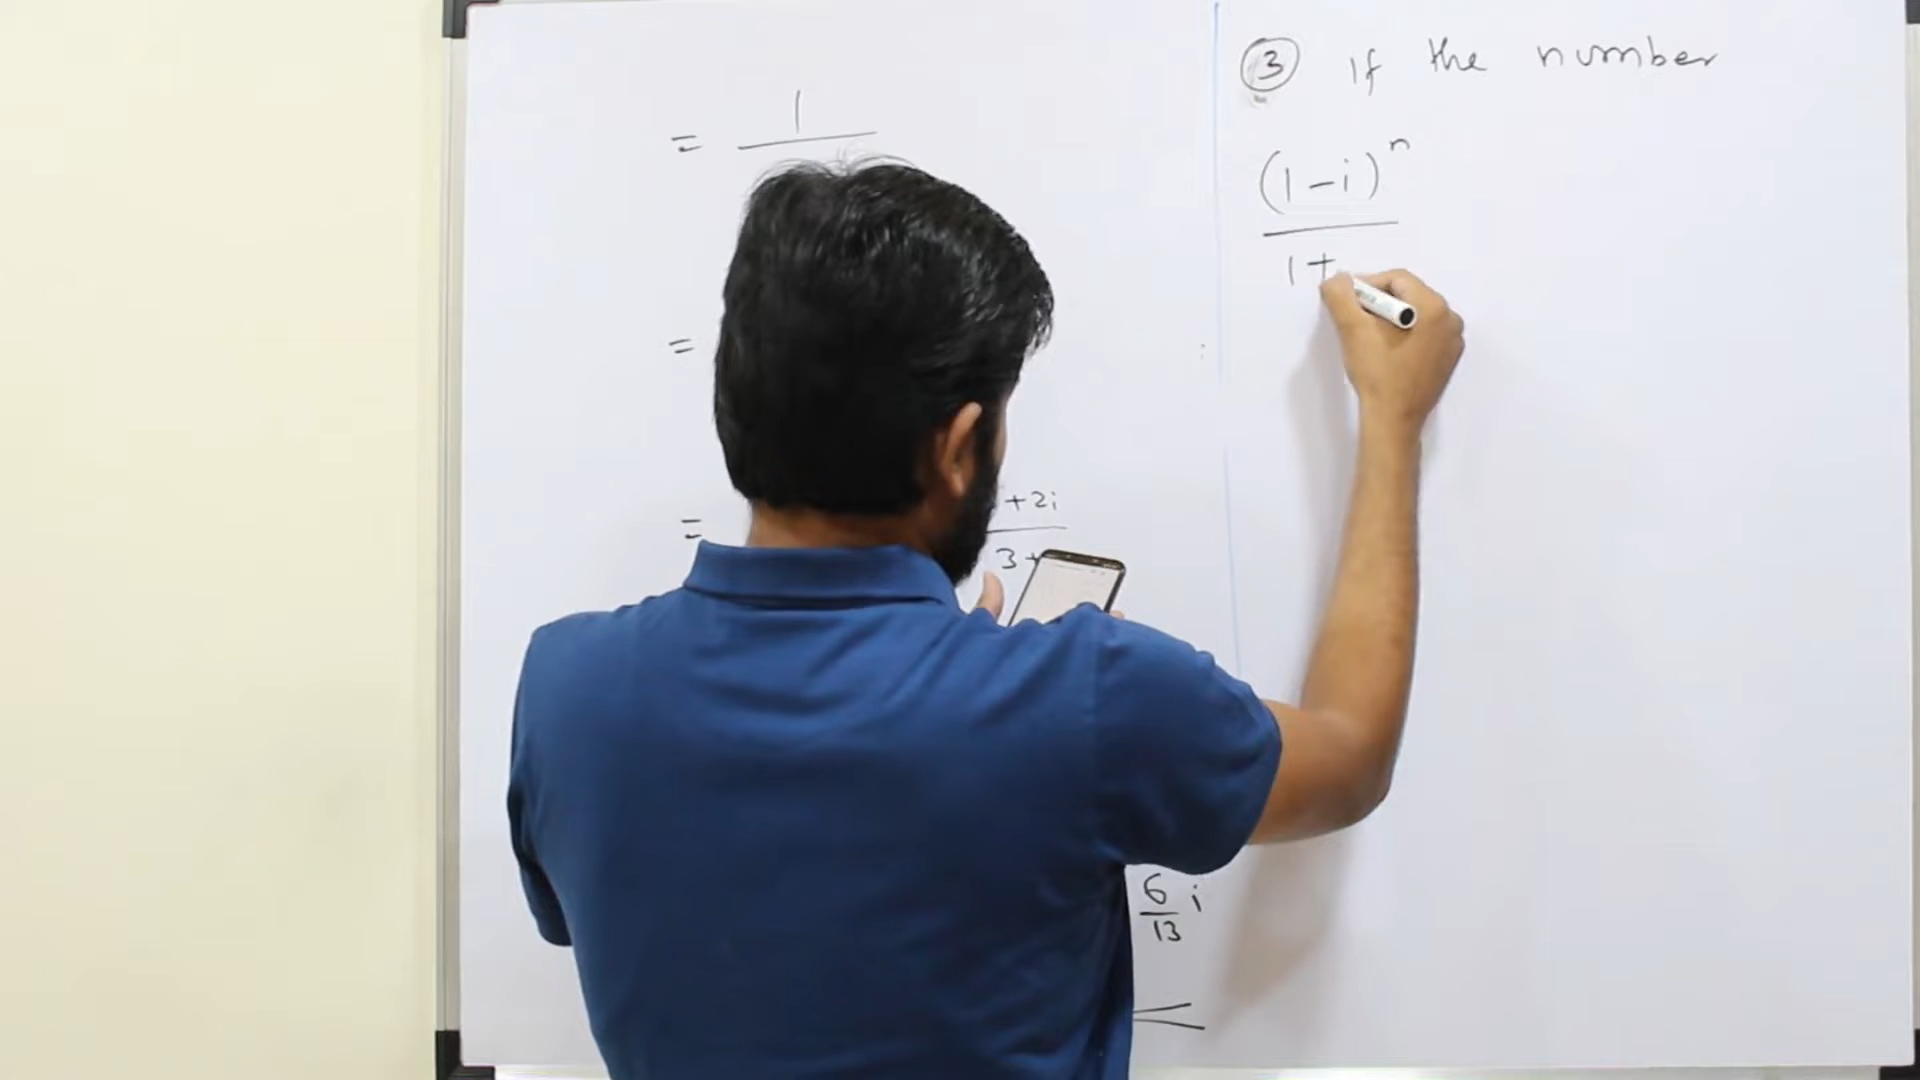 = 1
=
=
+2i
3+
6/13 i
③ If the number
(1-i)^n
1+